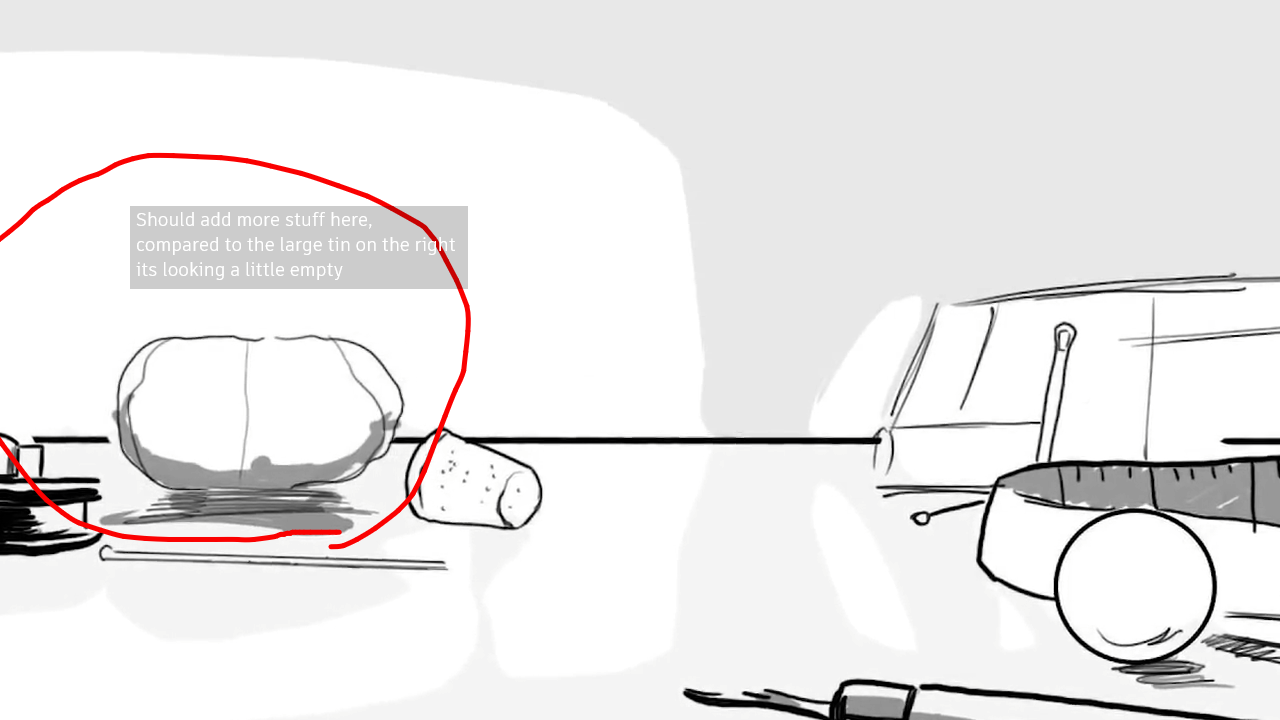 Should add more stuff here,
compared to the large tin on the right
its looking a little empty